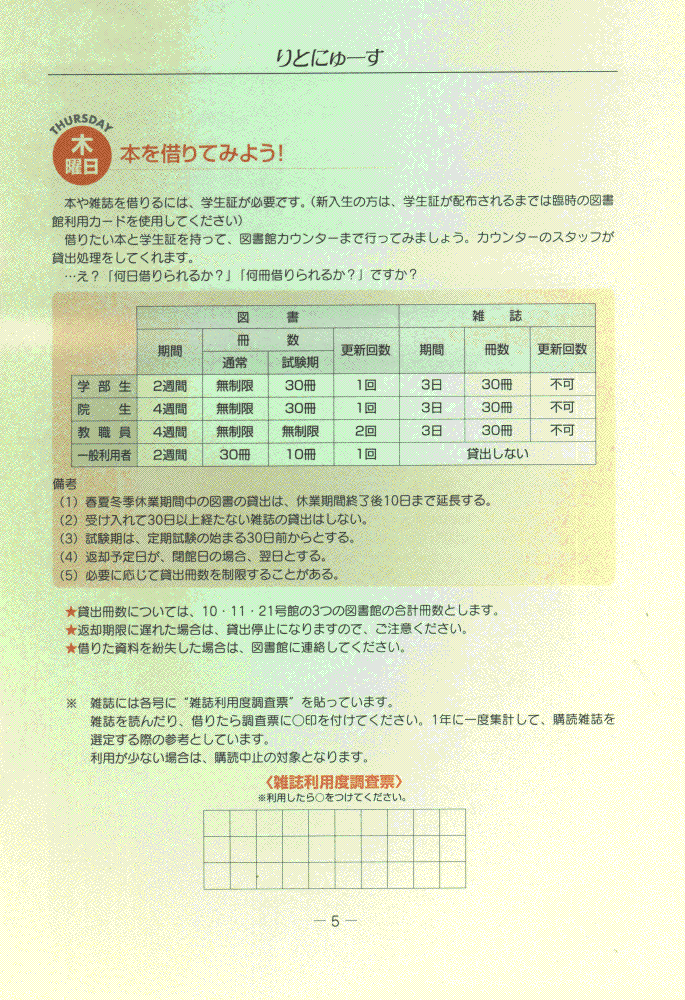 りとにゅーす
THURSDAY
木
曜日
本を借りてみよう!
本や雑誌を借りるには、学生証が必要です。(新入生の方は、学生証が配布されるまでは臨時の図書
館利用カードを使用してください)
借りたい本と学生証を持って、図書館カウンターまで行ってみましょう。カウンターのスタッフが
貸出処理をしてくれます。
…え?「何日借りられるか?」「何冊借りられるか?」ですか?
図 書 雑 誌
期間 冊 数 更新回数 期間 冊数 更新回数
通常 試験期
学部生 2週間 無制限 30冊 1回 3日 30冊 不可
院生 4週間 無制限 30冊 1回 3日 30冊 不可
教職員 4週間 無制限 無制限 2回 3日 30冊 不可
一般利用者 2週間 30冊 10冊 1回 貸出しない
備考
(1)春夏冬季休業期間中の図書の貸出は、休業期間終了後10日まで延長する。
(2)受け入れて30日以上経たない雑誌の貸出はしない。
(3)試験期は、定期試験の始まる30日前からとする。
(4)返却予定日が、閉館日の場合、翌日とする。
(5)必要に応じて貸出冊数を制限することがある。
★貸出冊数については、10・11・21号館の3つの図書館の合計冊数とします。
★返却期限に遅れた場合は、貸出停止になりますので、ご注意ください。
★借りた資料を紛失した場合は、図書館に連絡してください。
※ 雑誌には各号に“雑誌利用度調査票”を貼っています。
雑誌を読んだり、借りたら調査票に○印を付けてください。1年に一度集計して、購読雑誌を
選定する際の参考としています。
利用が少ない場合は、購読中止の対象となります。
〈雑誌利用度調査票〉
※利用したら○をつけてください。
― 5 ―